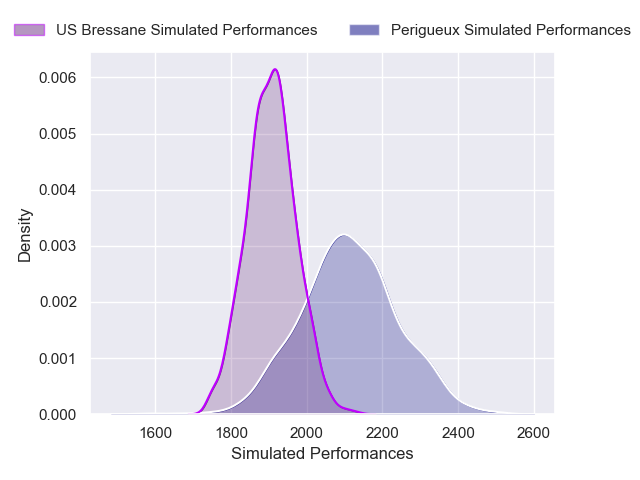 US Bressane Simulated Performances
Perigueux Simulated Performances
0.006
0.005
0.004
0.003
0.002
0.001
0.000
Density
1600 1800 2000 2200 2400 2600
Simulated Performances